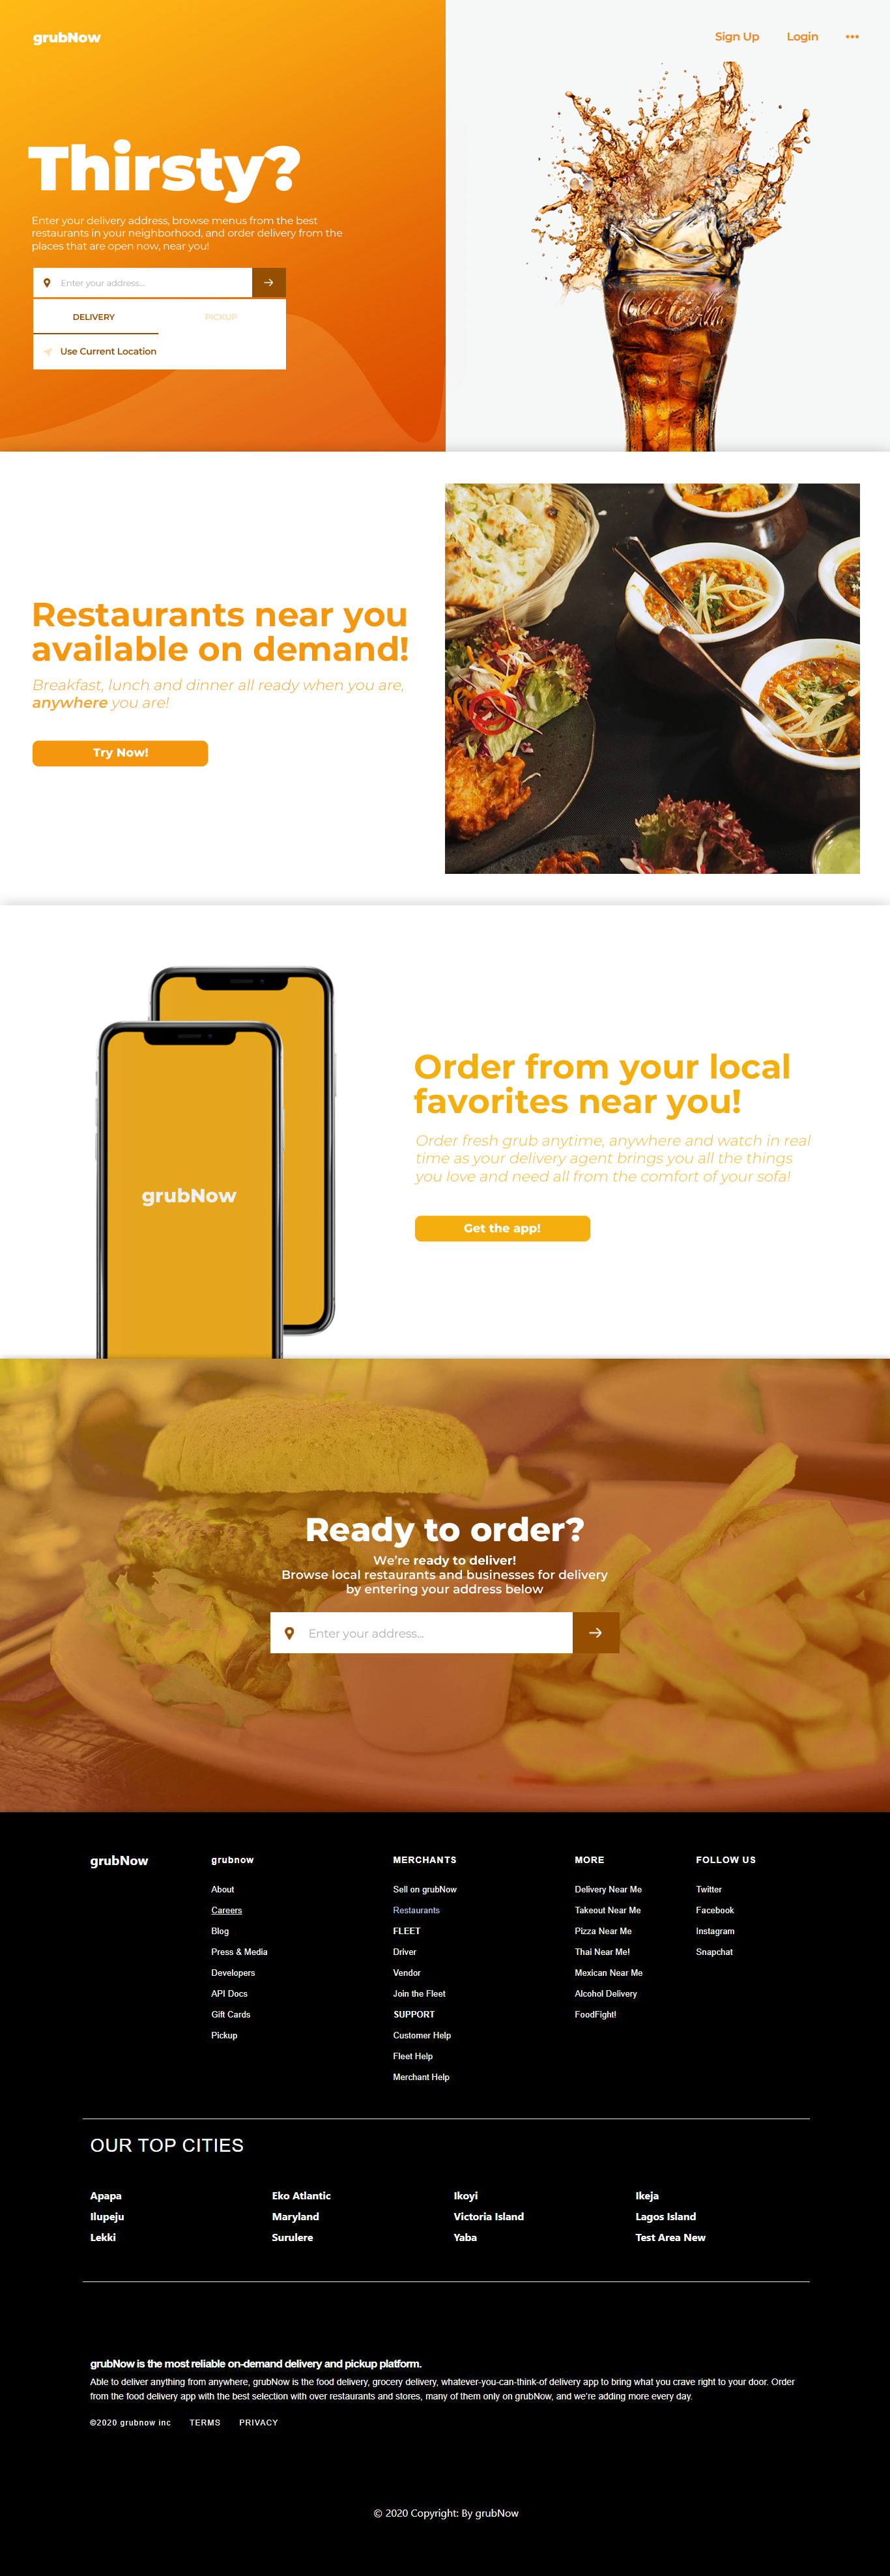 grubNow
Sign Up Login •••
Thirsty?
Enter your delivery address, browse menus from the best
restaurants in your neighborhood, and order delivery from the
places that are open now, near you!
Enter your address...
DELIVERY PICKUP
Use Current Location
Coca-Cola
Restaurants near you
available on demand!
Breakfast, lunch and dinner all ready when you are,
anywhere you are!
Try Now!
Order from your local
favorites near you!
Order fresh grub anytime, anywhere and watch in real
time as your delivery agent brings you all the things
you love and need all from the comfort of your sofa!
Get the app!
grubNow
Ready to order?
We're ready to deliver!
Browse local restaurants and businesses for delivery
by entering your address below
Enter your address...
grubNow
grubnow
About
Careers
Blog
Press & Media
Developers
API Docs
Gift Cards
Pickup
MERCHANTS
Sell on grubNow
Restaurants
FLEET
Driver
Vendor
Join the Fleet
SUPPORT
Customer Help
Fleet Help
Merchant Help
MORE
Delivery Near Me
Takeout Near Me
Pizza Near Me
Thai Near Me!
Mexican Near Me
Alcohol Delivery
FoodFight!
FOLLOW US
Twitter
Facebook
Instagram
Snapchat
OUR TOP CITIES
Apapa Eko Atlantic Ikoyi Ikeja
Ilupeju Maryland Victoria Island Lagos Island
Lekki Surulere Yaba Test Area New
grubNow is the most reliable on-demand delivery and pickup platform.
Able to deliver anything from anywhere, grubNow is the food delivery, grocery delivery, whatever-you-can-think-of delivery app to bring what you crave right to your door. Order
from the food delivery app with the best selection with over restaurants and stores, many of them only on grubNow, and we're adding more every day.
©2020 grubnow inc TERMS PRIVACY
© 2020 Copyright: By grubNow